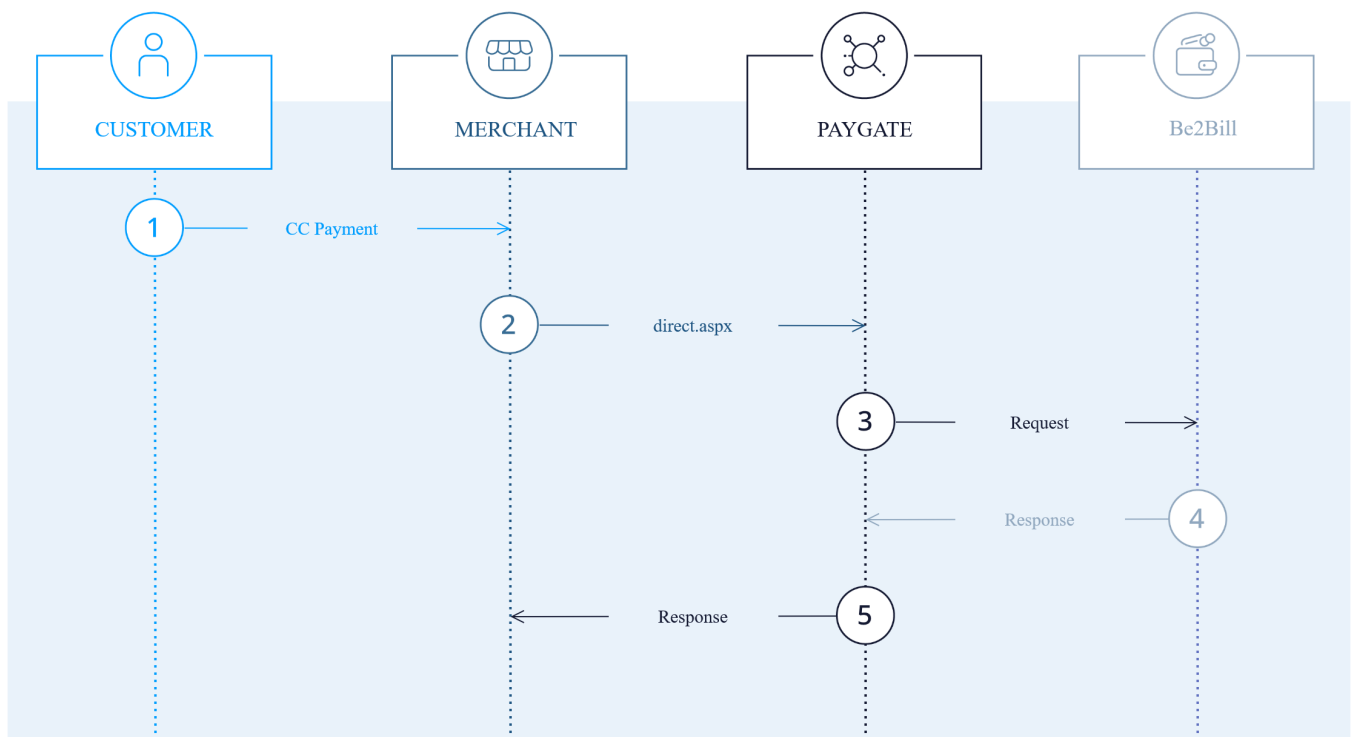 CUSTOMER
MERCHANT
PAYGATE
Be2Bill
1
CC Payment
2
direct.aspx
3
Request
Response
4
Response
5